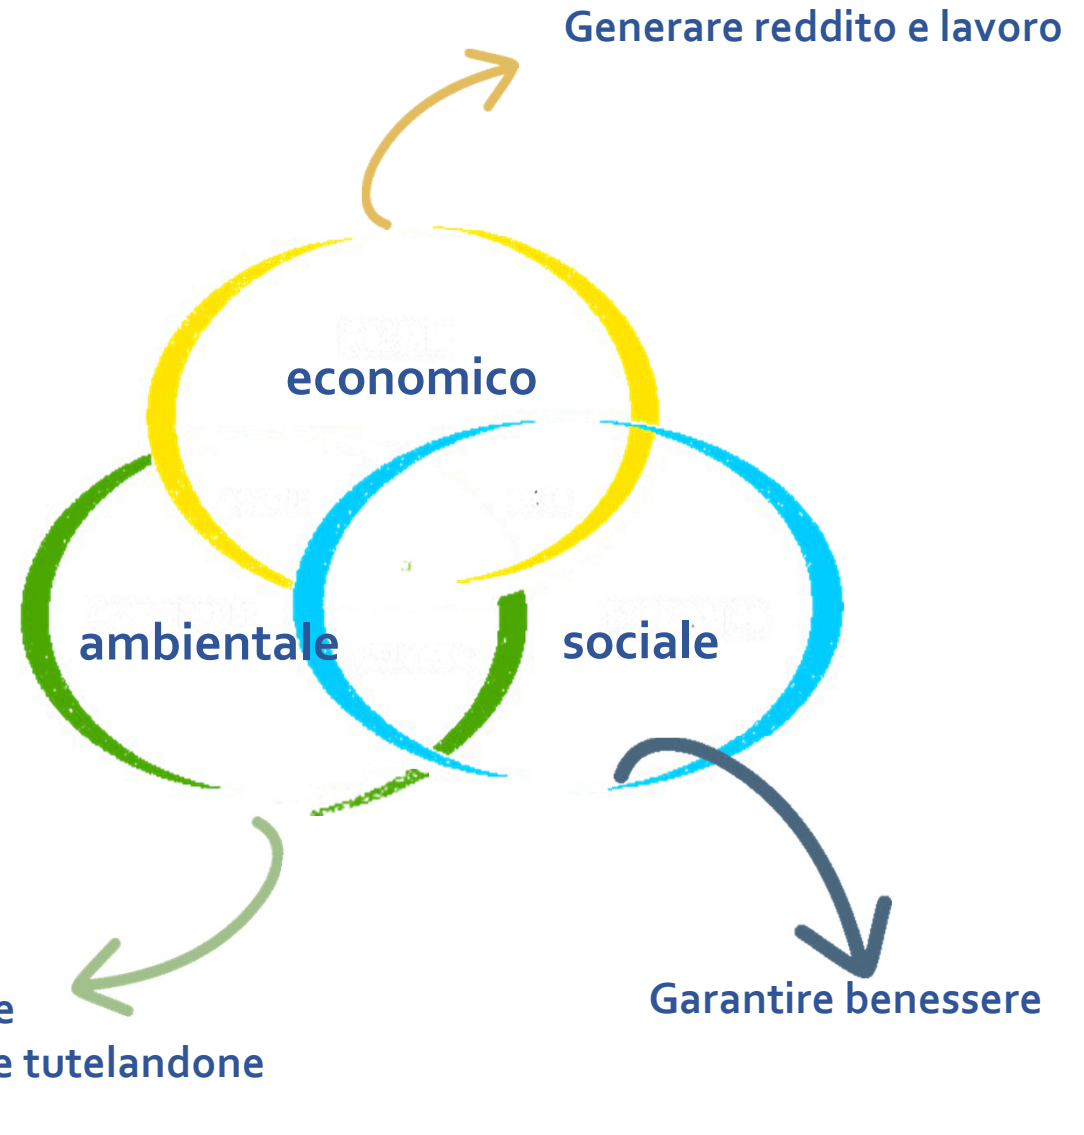 Generare reddito e lavoro
economico
ambientale
sociale
Garantire benessere
e
e tutelandone